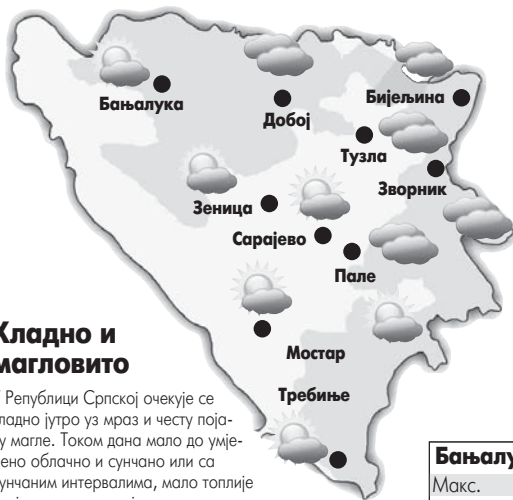 Бањалука
Добој
Бијељина
Тузла
Зворник
Зеница
Сарајево
Пале
Мостар
Требиње
Хладно и
магловито
Републици Српској очекује се
ладно јутро уз мраз и честу поја-
у магле. Током дана мало до умје-
ено облачно и сунчано или са
унчаним интервалима, мало топлије
Бањалу
Макс.